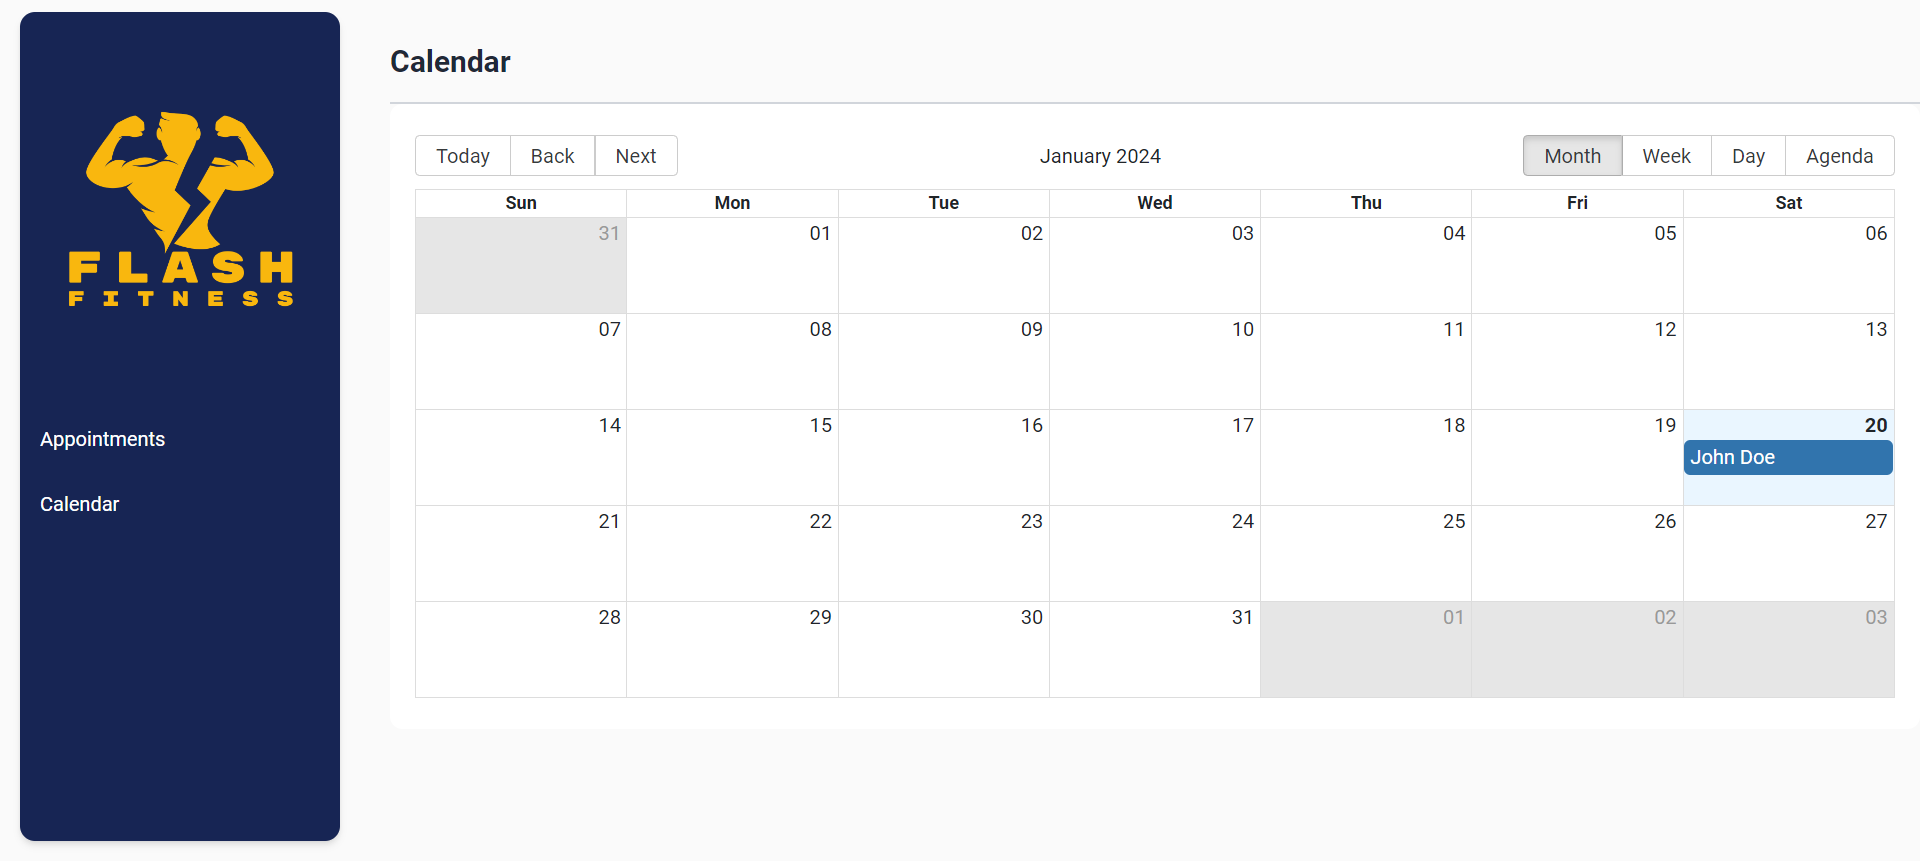 FLASH
FITNESS
Appointments
Calendar
Calendar
Today Back Next January 2024 Month Week Day Agenda
Sun Mon Tue Wed Thu Fri Sat
31 01 02 03 04 05 06
07 08 09 10 11 12 13
14 15 16 17 18 19 20
John Doe
21 22 23 24 25 26 27
28 29 30 31 01 02 03